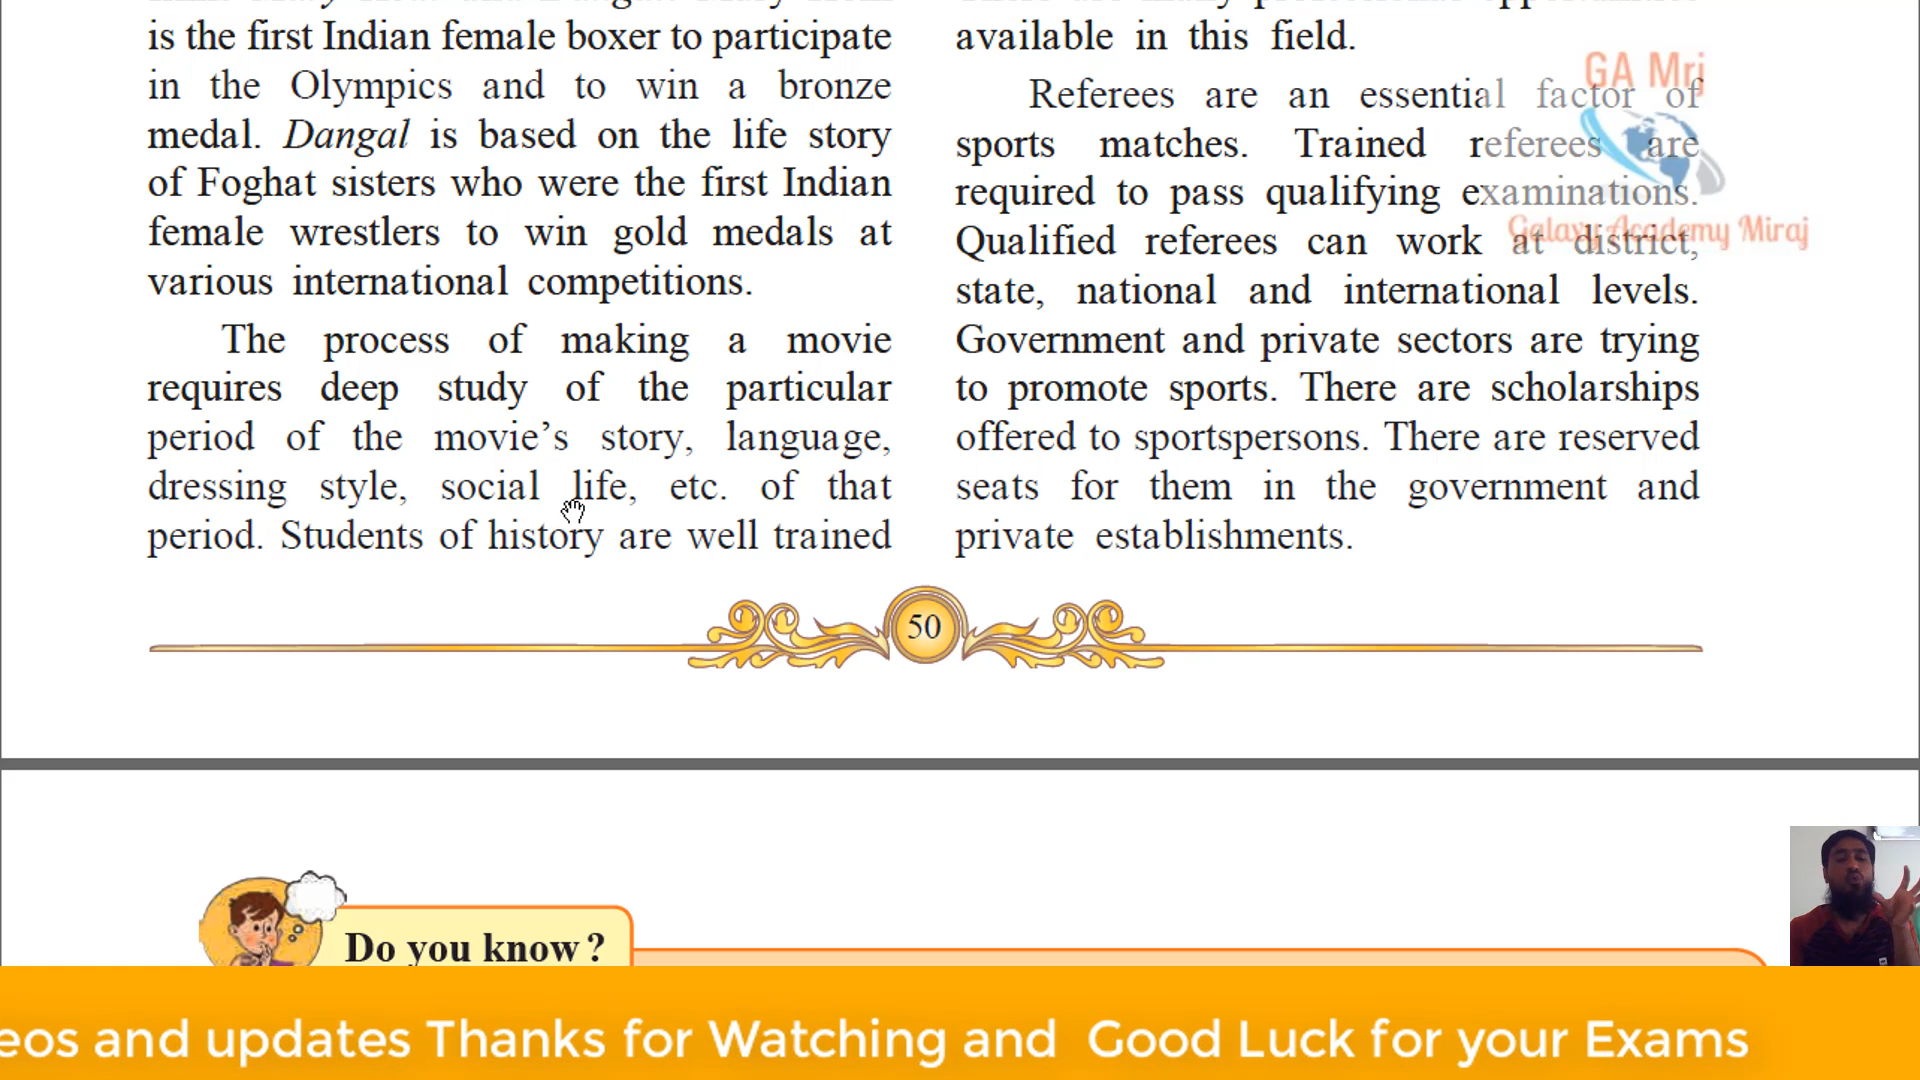 is the first Indian female boxer to participate
in the Olympics and to win a bronze
medal. Dangal is based on the life story
of Foghat sisters who were the first Indian
female wrestlers to win gold medals at
various international competitions.
The process of making a movie
requires deep study of the particular
period of the movie's story, language,
dressing style, social life, etc. of that
period. Students of history are well trained
available in this field.
Referees are an essential factor of
sports matches. Trained referees are
required to pass qualifying examinations.
Qualified referees can work at district,
state, national and international levels.
Government and private sectors are trying
to promote sports. There are scholarships
offered to sportspersons. There are reserved
seats for them in the government and
private establishments.
GA Mrj
Galaxy Academy Miraj
50
Do you know ?
and updates Thanks for Watching and Good Luck for your Exams